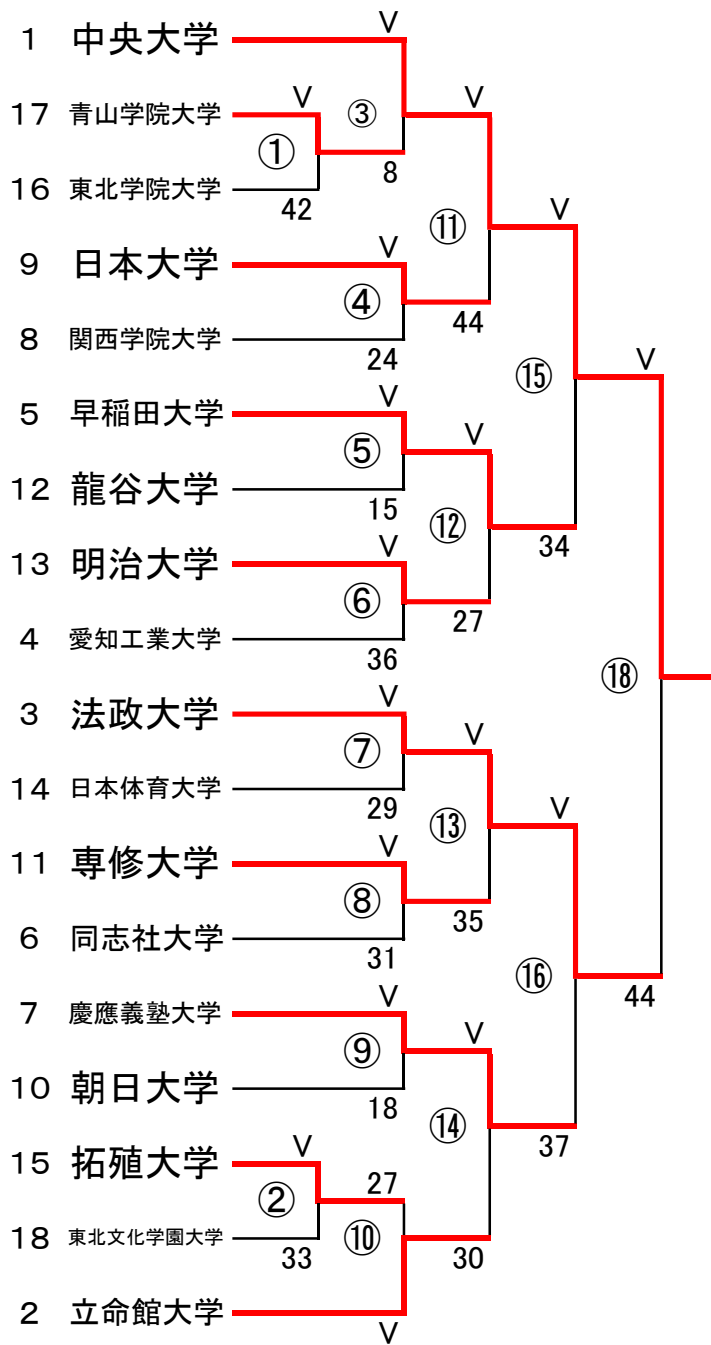 V
1 中央大学
17 青山学院大学 V ③ V
①
16 東北学院大学 42 8
⑪ V
9 日本大学 V
④ 44
8 関西学院大学 24
⑮ V
5 早稲田大学 V
⑤ V
12 龍谷大学 15
⑫ 34
13 明治大学 V
⑥ 27
4 愛知工業大学 36
⑱
3 法政大学 V
⑦ V
14 日本体育大学 29
⑬ V
11 専修大学 V
⑧ 35
6 同志社大学 31
⑯ 44
7 慶應義塾大学 V
⑨ V
10 朝日大学 18
⑭ 37
15 拓殖大学 V
② 27
18 東北文化学園大学 33 ⑩ 30
2 立命館大学
V